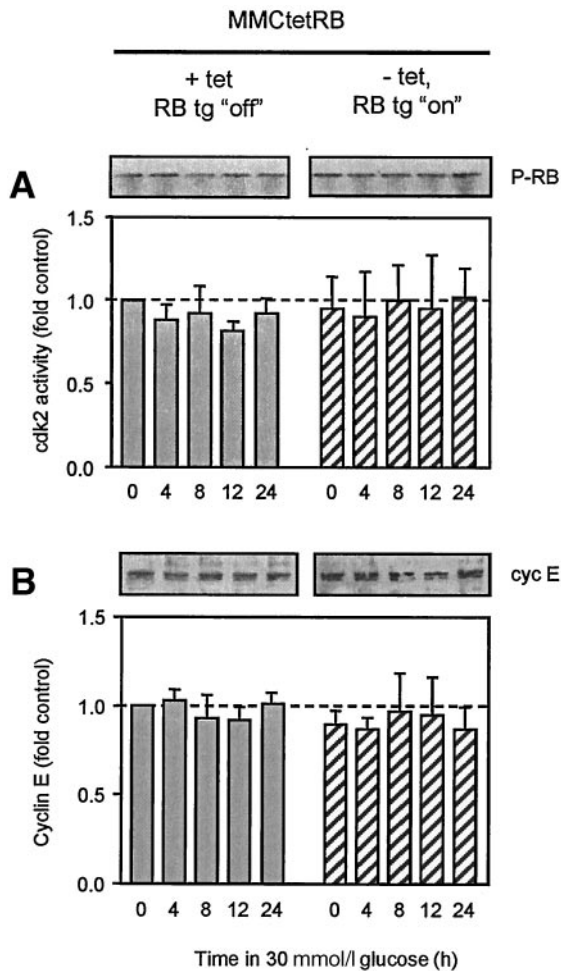 MMCtetRB
+ tet
RB tg “off”
- tet,
RB tg “on”
A
P-RB
cdk2 activity (fold control)
1.5
1.0
0.5
0.0
0 4 8 12 24
0 4 8 12 24
B
cyc E
Cyclin E (fold control)
1.5
1.0
0.5
0.0
0 4 8 12 24
0 4 8 12 24
Time in 30 mmol/l glucose (h)